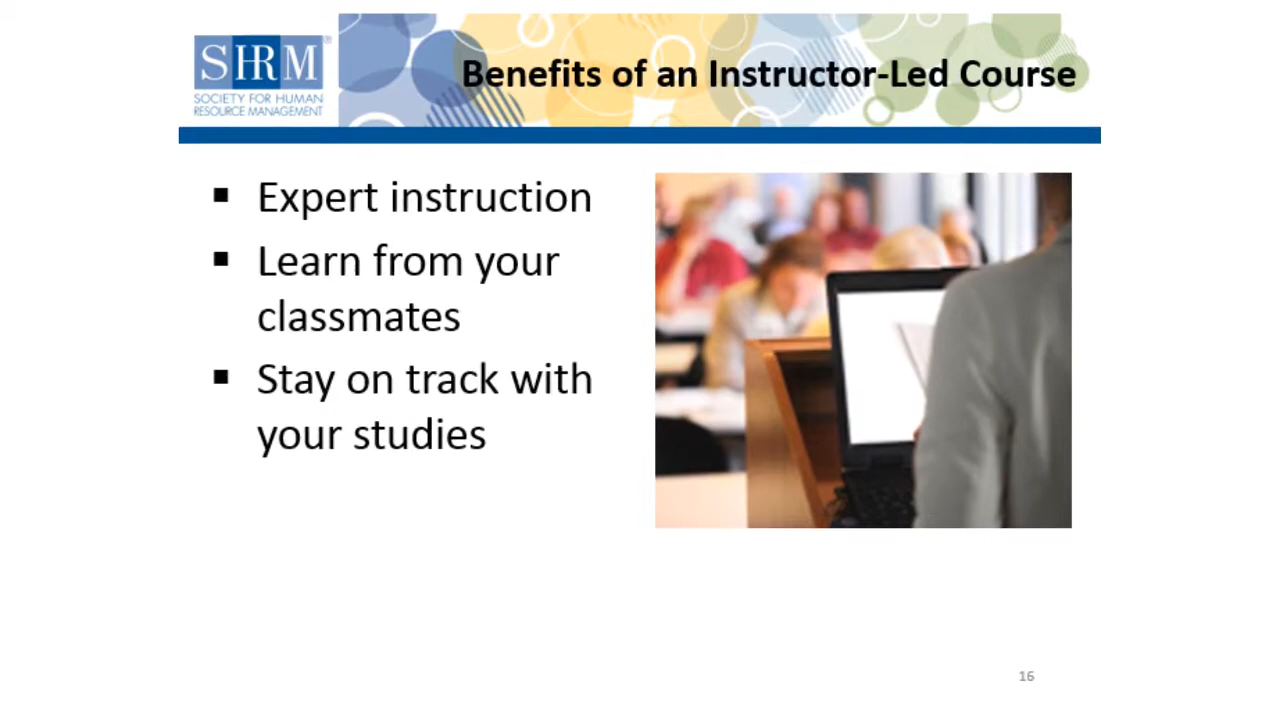 SHRM®
SOCIETY FOR HUMAN
RESOURCE MANAGEMENT
Benefits of an Instructor-Led Course
▪ Expert instruction
▪ Learn from your
classmates
▪ Stay on track with
your studies
16